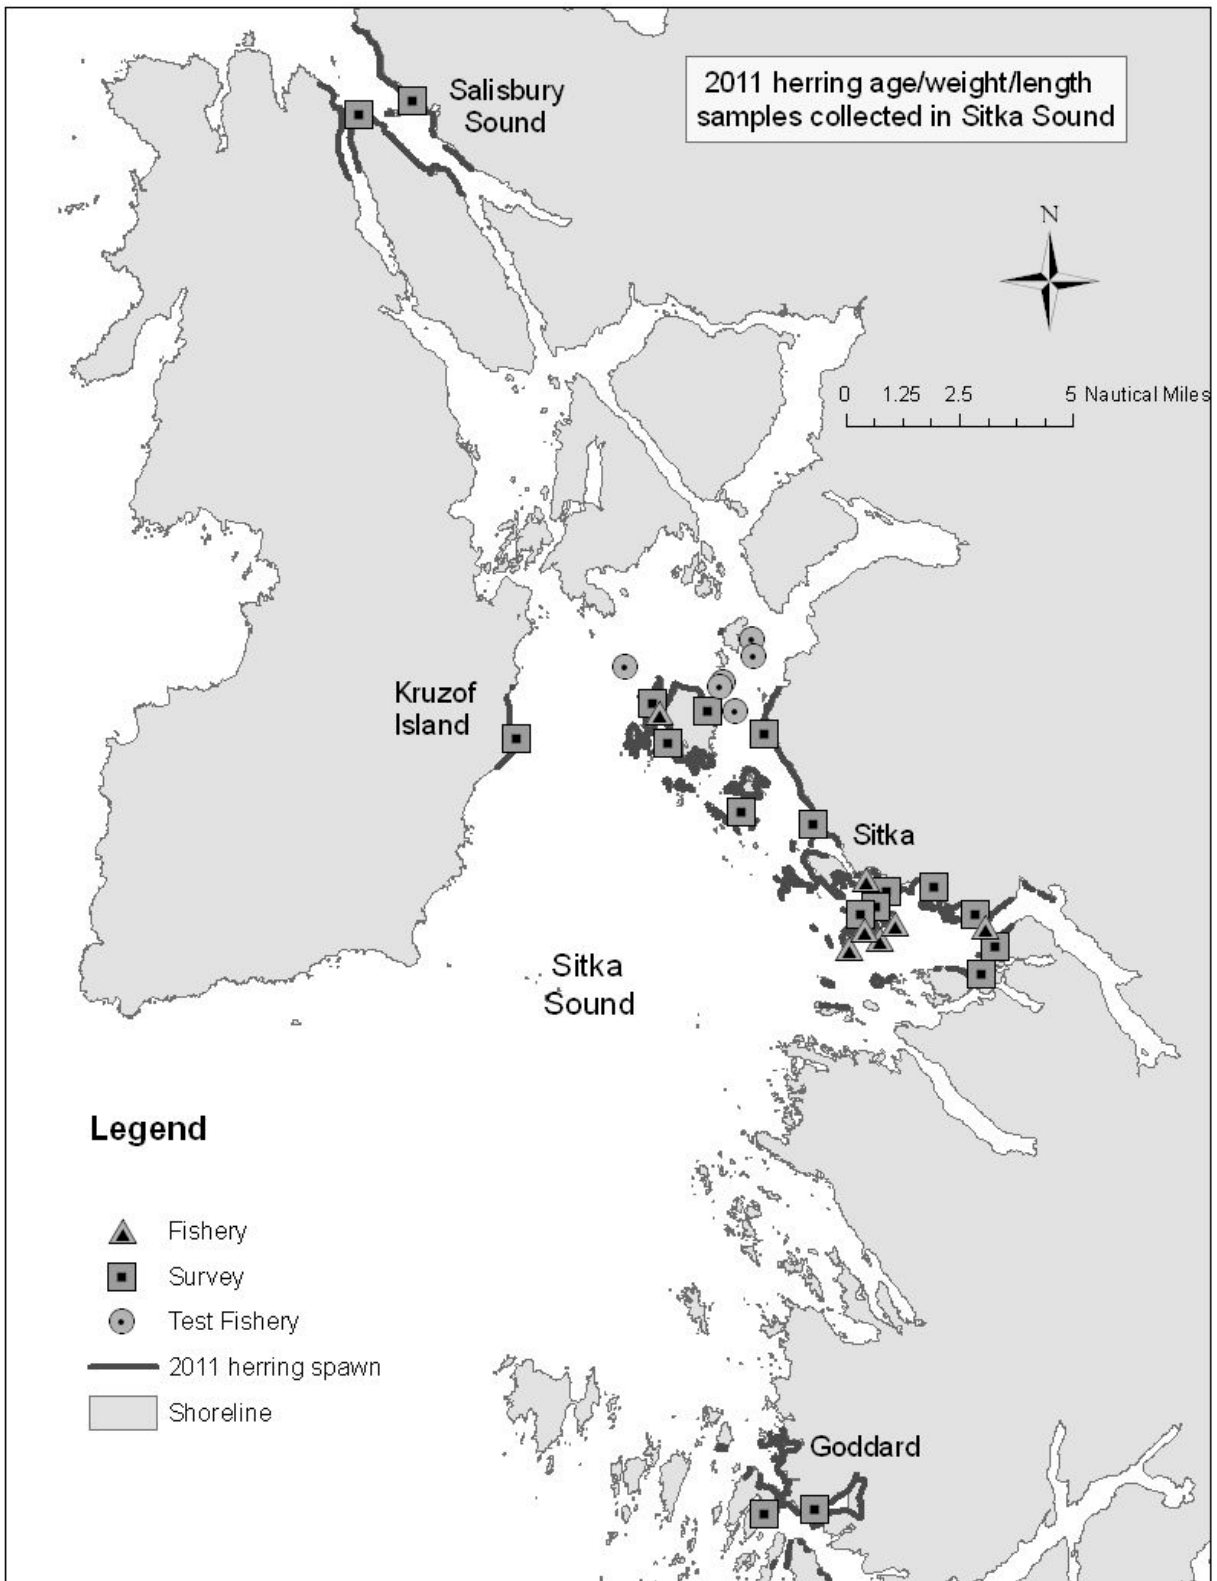 Salisbury
Sound
2011 herring age/weight/length
samples collected in Sitka Sound
N
0 1.25 2.5 5 Nautical Miles
Kruzof
Island
Sitka
Sitka
Sound
Legend
Fishery
Survey
Test Fishery
2011 herring spawn
Shoreline
Goddard